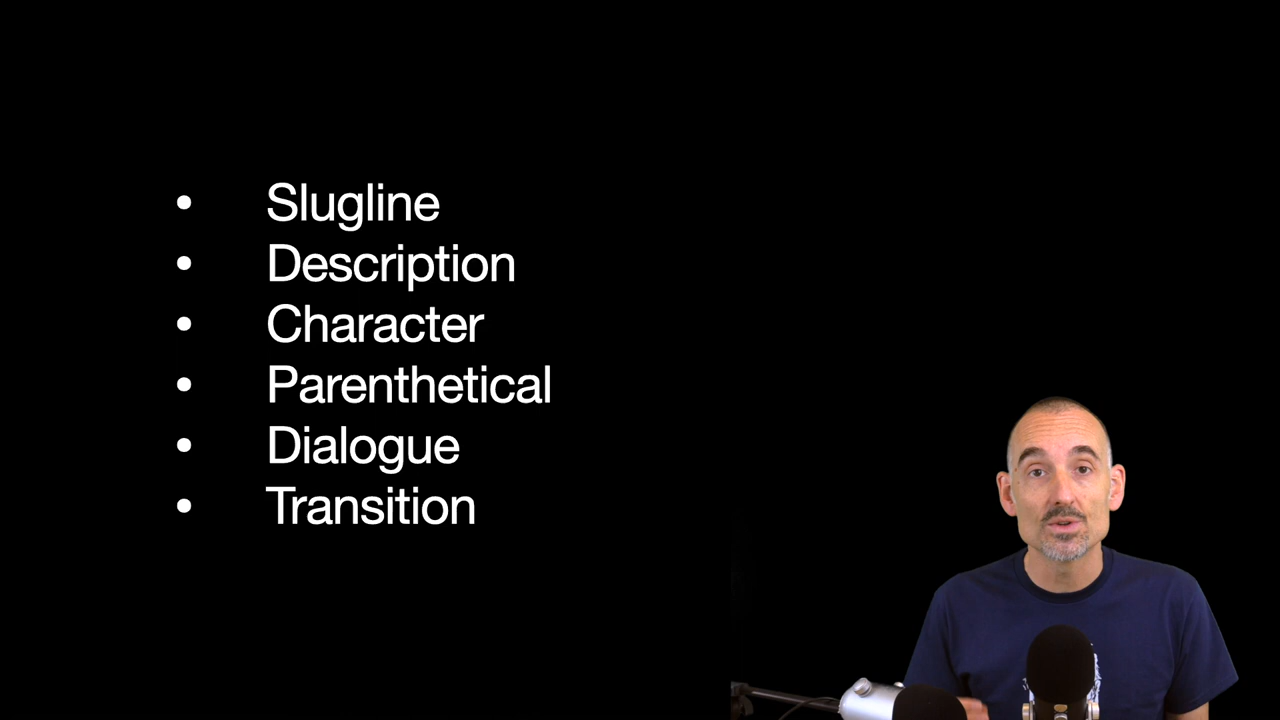 • Slugline
• Description
• Character
• Parenthetical
• Dialogue
• Transition